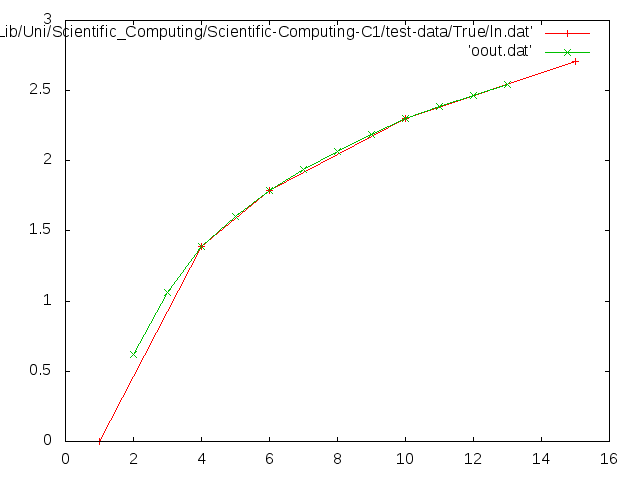 Lib/Uni/Scientific_Computing/Scientific-Computing-C1/test-data/True/ln.dat'
'oout.dat'
3
2.5
2
1.5
1
0.5
0
0 2 4 6 8 10 12 14 16